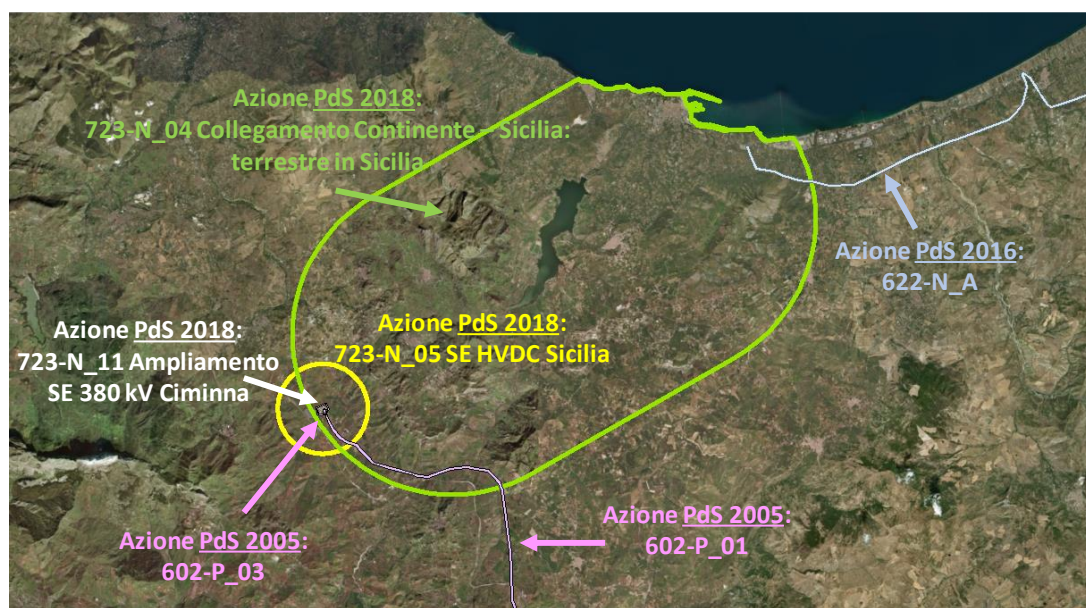 Azione PdS 2018:
723-N_04 Collegamento Continente - Sicilia:
terrestre in Sicilia
Azione PdS 2016:
622-N_A
Azione PdS 2018:
723-N_11 Ampliamento
SE 380 kV Ciminna
Azione PdS 2018:
723-N_05 SE HVDC Sicilia
Azione PdS 2005:
602-P_03
Azione PdS 2005:
602-P_01